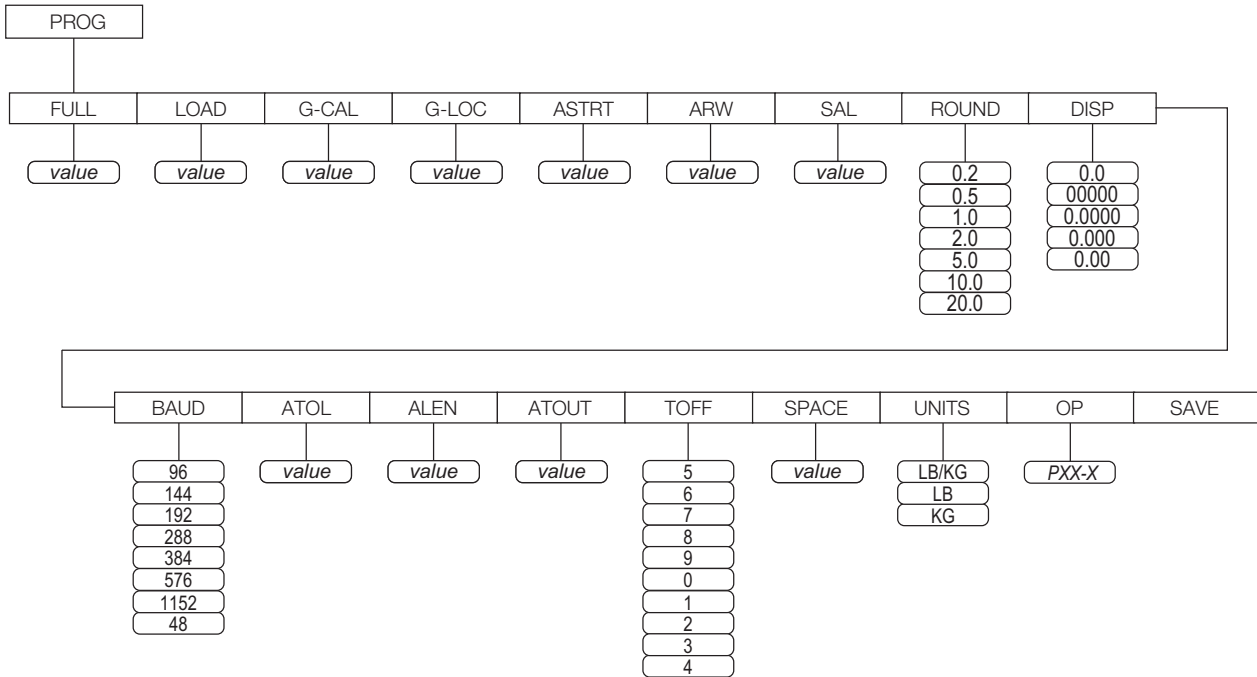 PROG
FULL LOAD G-CAL G-LOC ASTRT ARW SAL ROUND DISP
value value value value value value value 0.2 0.0
0.5 00000
1.0 0.0000
2.0 0.000
5.0 0.00
10.0
20.0
BAUD ATOL ALEN ATOUT TOFF SPACE UNITS OP SAVE
96 value value value 5 value LB/KG PXX-X
144 6 LB
192 7 KG
288 8
384 9
576 0
1152 1
48 2
3
4